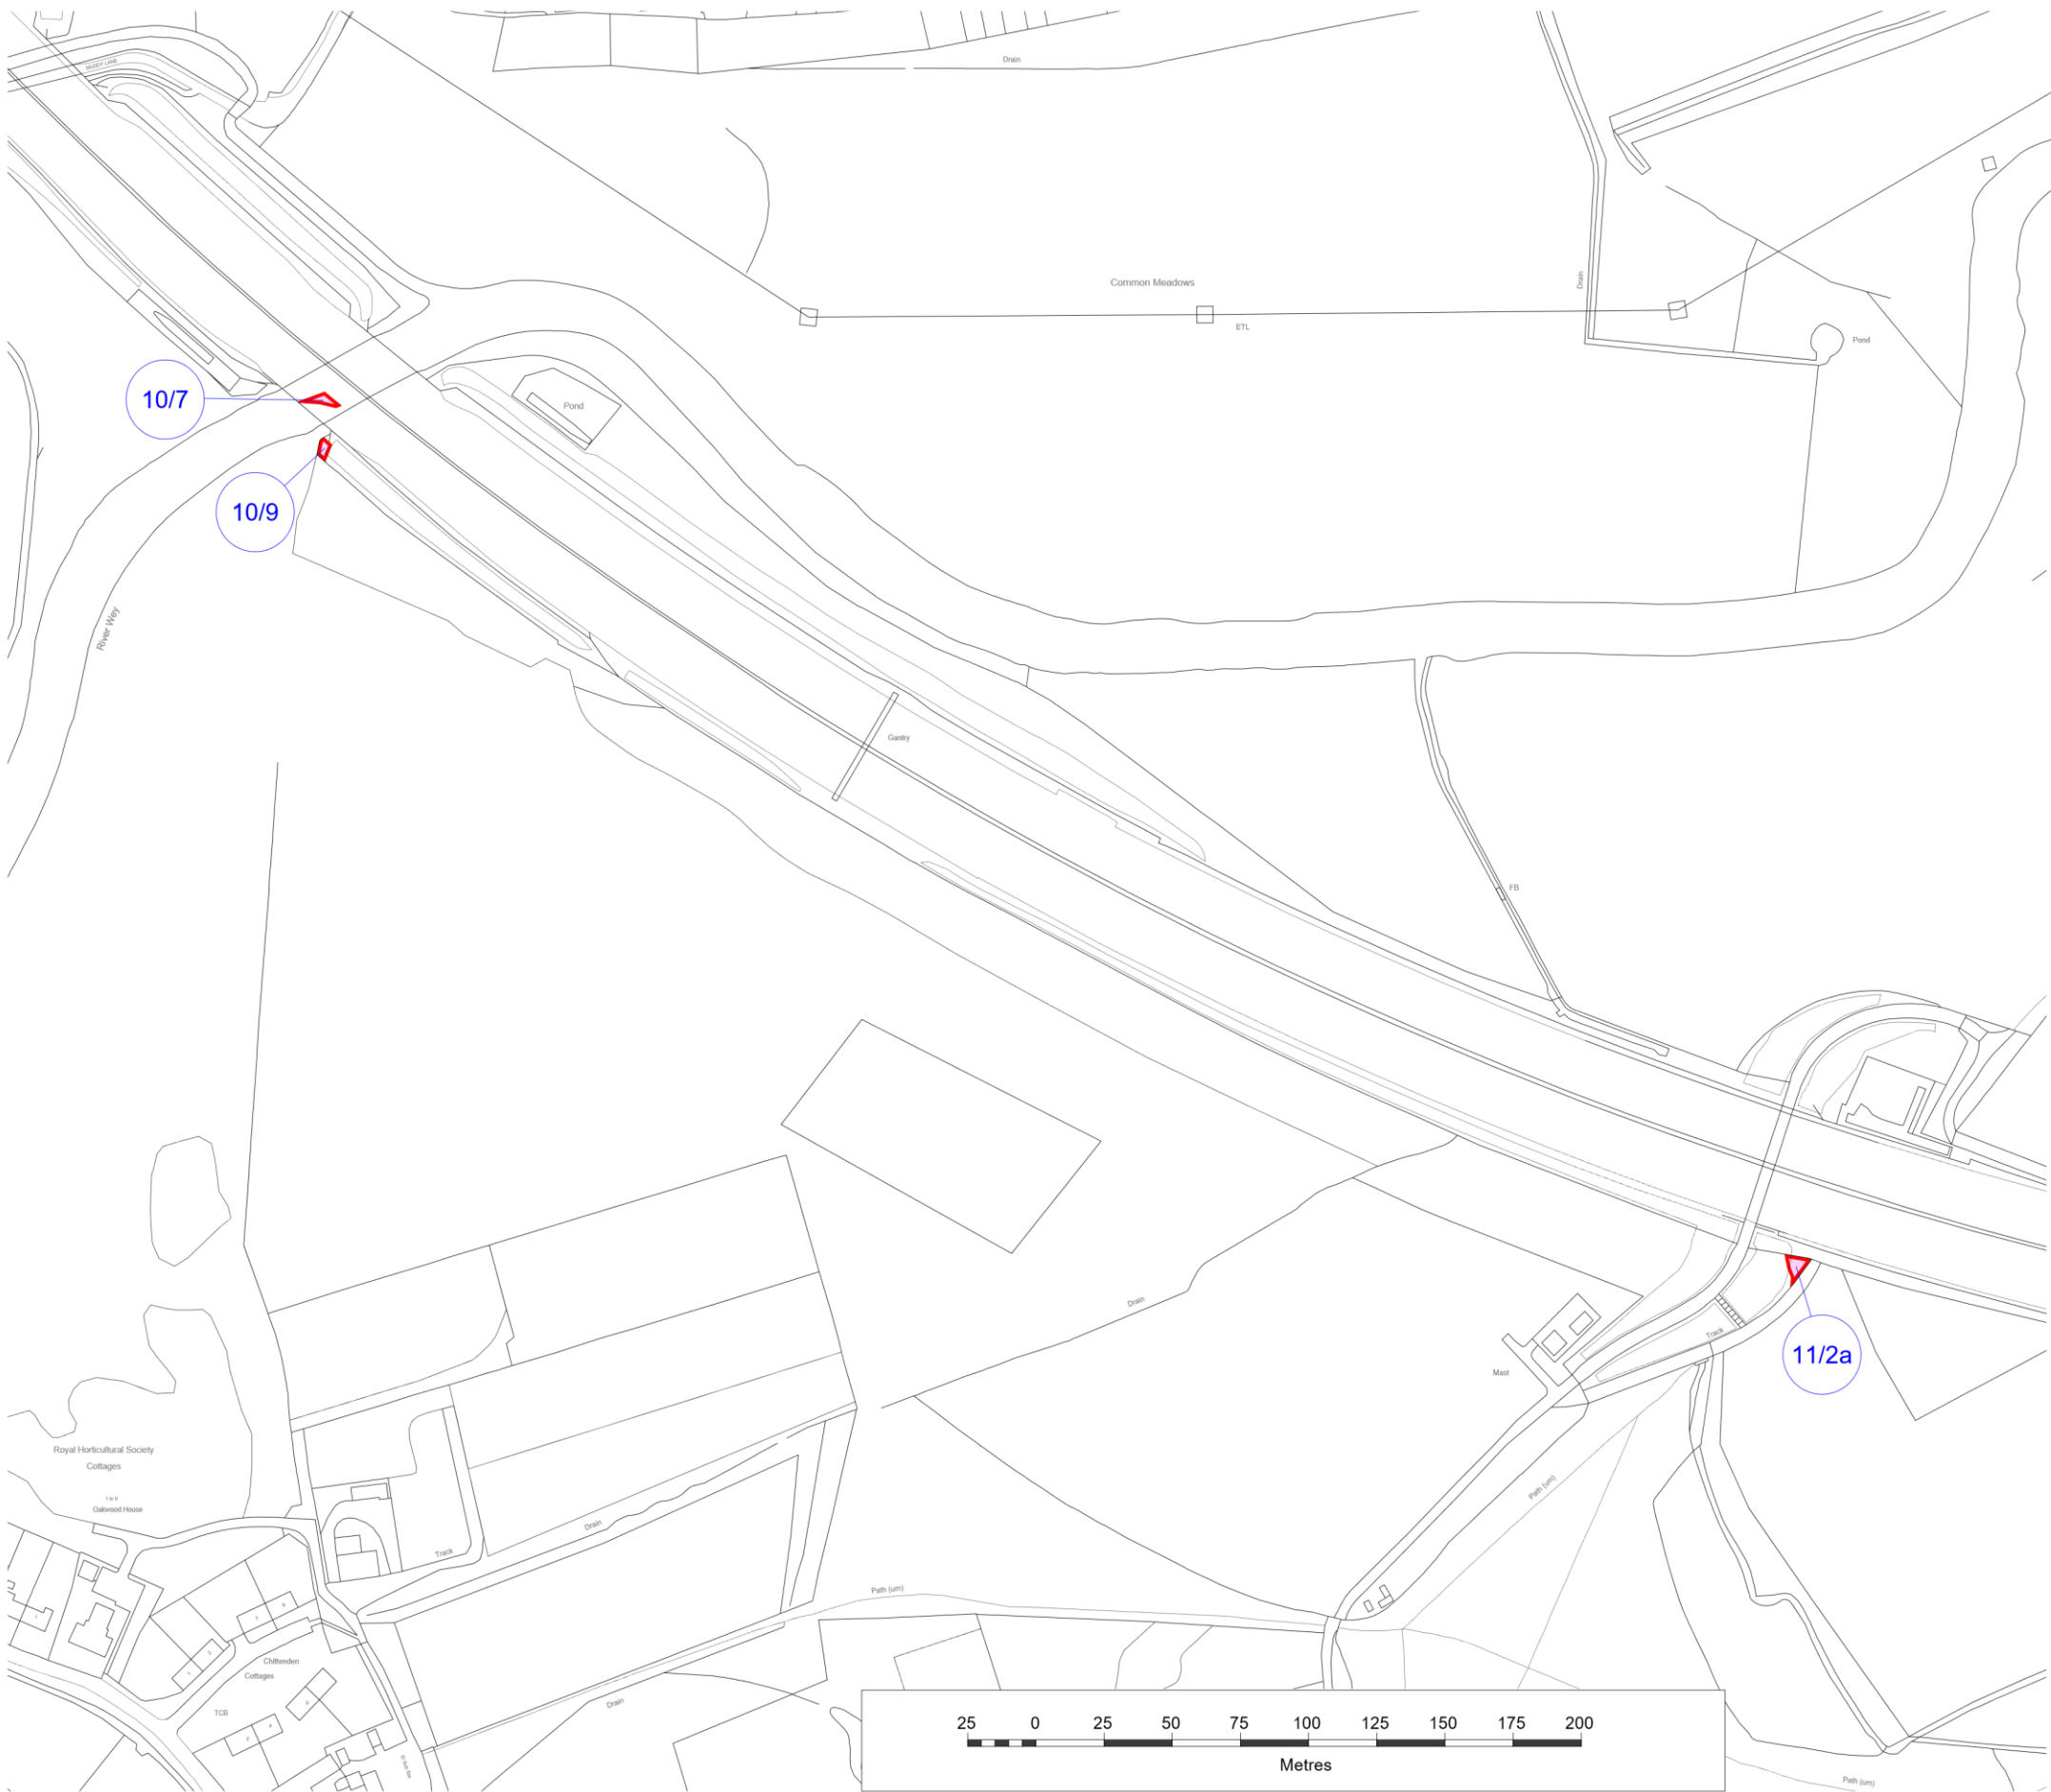 MUDDY LANE
Drain
Common Meadows
Drain
ETL
Pond
10/7
Pond
10/9
River Wey
Gantry
FB
Drain
Track
11/2a
Mast
Royal Horticultural Society
Cottages
Oakwood House
Path (um)
Drain
Track
Path (um)
Chittenden
Cottages
Drain
TCB
25 0 25 50 75 100 125 150 175 200
Metres
Path (um)